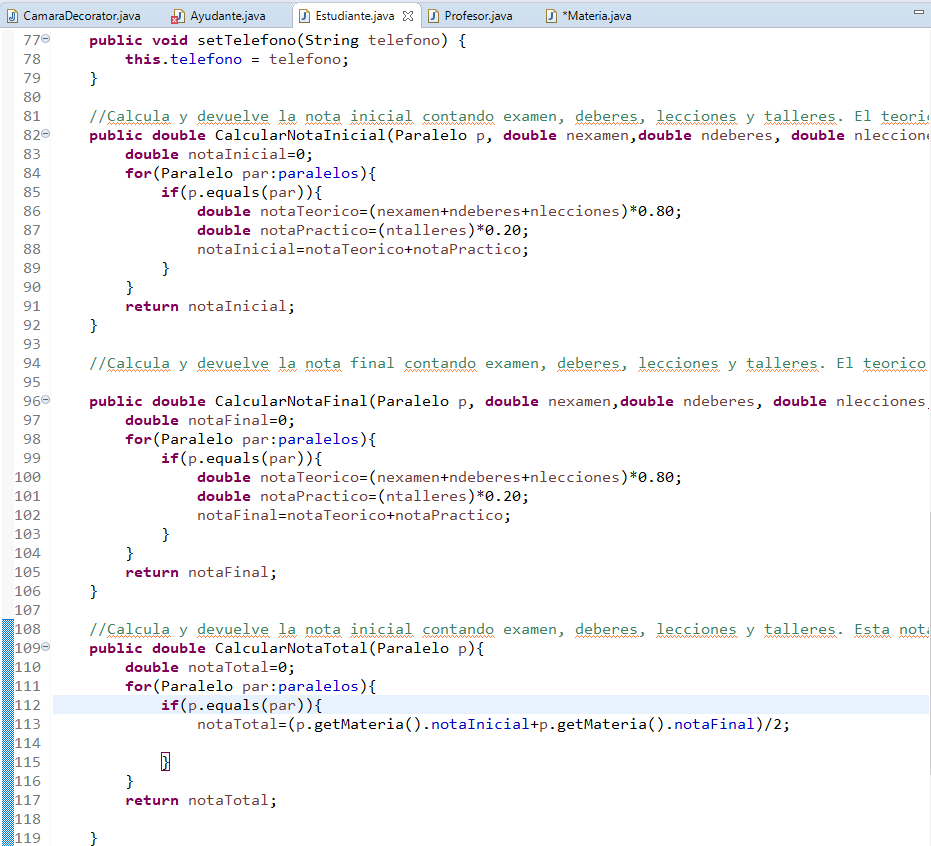 CamaraDecorator.java Ayudante.java Estudiante.java Profesor.java *Materia.java
77 public void setTelefono(String telefono) {
78 this.telefono = telefono;
79 }
80
81 //Calcula y devuelve la nota inicial contando examen, deberes, lecciones y talleres. El teoric
82 public double CalcularNotaInicial(Paralelo p, double nexamen,double ndeberes, double nleccione
83 double notaInicial=0;
84 for(Paralelo par:paralelos){
85 if(p.equals(par)){
86 double notaTeorico=(nexamen+ndeberes+nlecciones)*0.80;
87 double notaPractico=(ntalleres)*0.20;
88 notaInicial=notaTeorico+notaPractico;
89 }
90 }
91 return notaInicial;
92 }
93
94 //Calcula y devuelve la nota final contando examen, deberes, lecciones y talleres. El teorico
95
96 public double CalcularNotaFinal(Paralelo p, double nexamen,double ndeberes, double nlecciones,
97 double notaFinal=0;
98 for(Paralelo par:paralelos){
99 if(p.equals(par)){
100 double notaTeorico=(nexamen+ndeberes+nlecciones)*0.80;
101 double notaPractico=(ntalleres)*0.20;
102 notaFinal=notaTeorico+notaPractico;
103 }
104 }
105 return notaFinal;
106 }
107
108 //Calcula y devuelve la nota inicial contando examen, deberes, lecciones y talleres. Esta nota
109 public double CalcularNotaTotal(Paralelo p){
110 double notaTotal=0;
111 for(Paralelo par:paralelos){
112 if(p.equals(par)){
113 notaTotal=(p.getMateria().notaInicial+p.getMateria().notaFinal)/2;
114
115 }
116 }
117 return notaTotal;
118
119 }